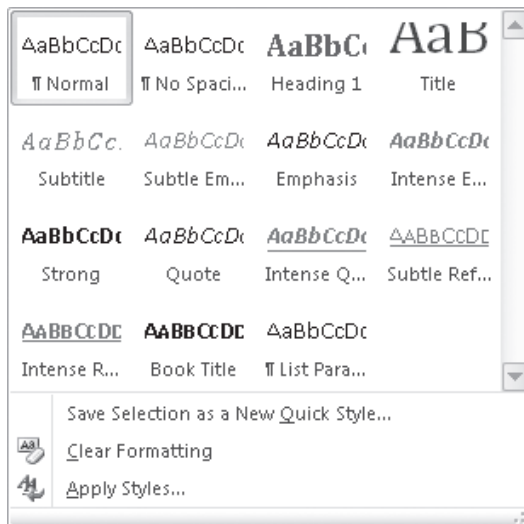 AaBbCcDc AaBbCcDc AaBbC AaB
¶ Normal ¶ No Spaci... Heading 1 Title
AaBbCc. AaBbCcDc AaBbCcDc AaBbCcDc
Subtitle Subtle Em... Emphasis Intense E...
AaBbCcDc AaBbCcDc AaBbCcDc AABBCCDD
Strong Quote Intense Q... Subtle Ref...
AABBCCDD AABBCCDD AaBbCcDc
Intense R... Book Title ¶ List Para...
Save Selection as a New Quick Style...
Clear Formatting
Apply Styles...